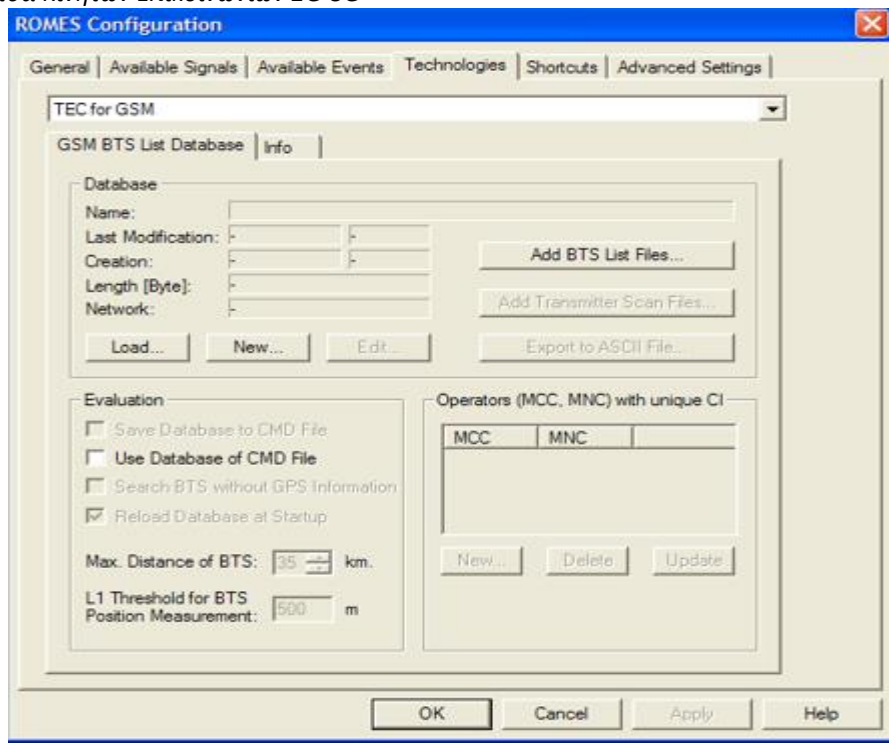 ROMES Configuration
General Available Signals Available Events Technologies Shortcuts Advanced Settings
TEC for GSM
GSM BTS List Database Info
Database
Name:
Last Modification: - -
Creation: - -
Length [Byte]: -
Network: -
Add BTS List Files...
Add Transmitter Scan Files...
Load... New... Edit... Export to ASCII File...
Evaluation
Save Database to CMD File
Use Database of CMD File
Search BTS without GPS Information
Reload Database at Startup
Max. Distance of BTS: 35 km.
L1 Threshold for BTS
Position Measurement: 500 m
Operators (MCC, MNC) with unique CI
MCC MNC
New... Delete Update
OK Cancel Apply Help